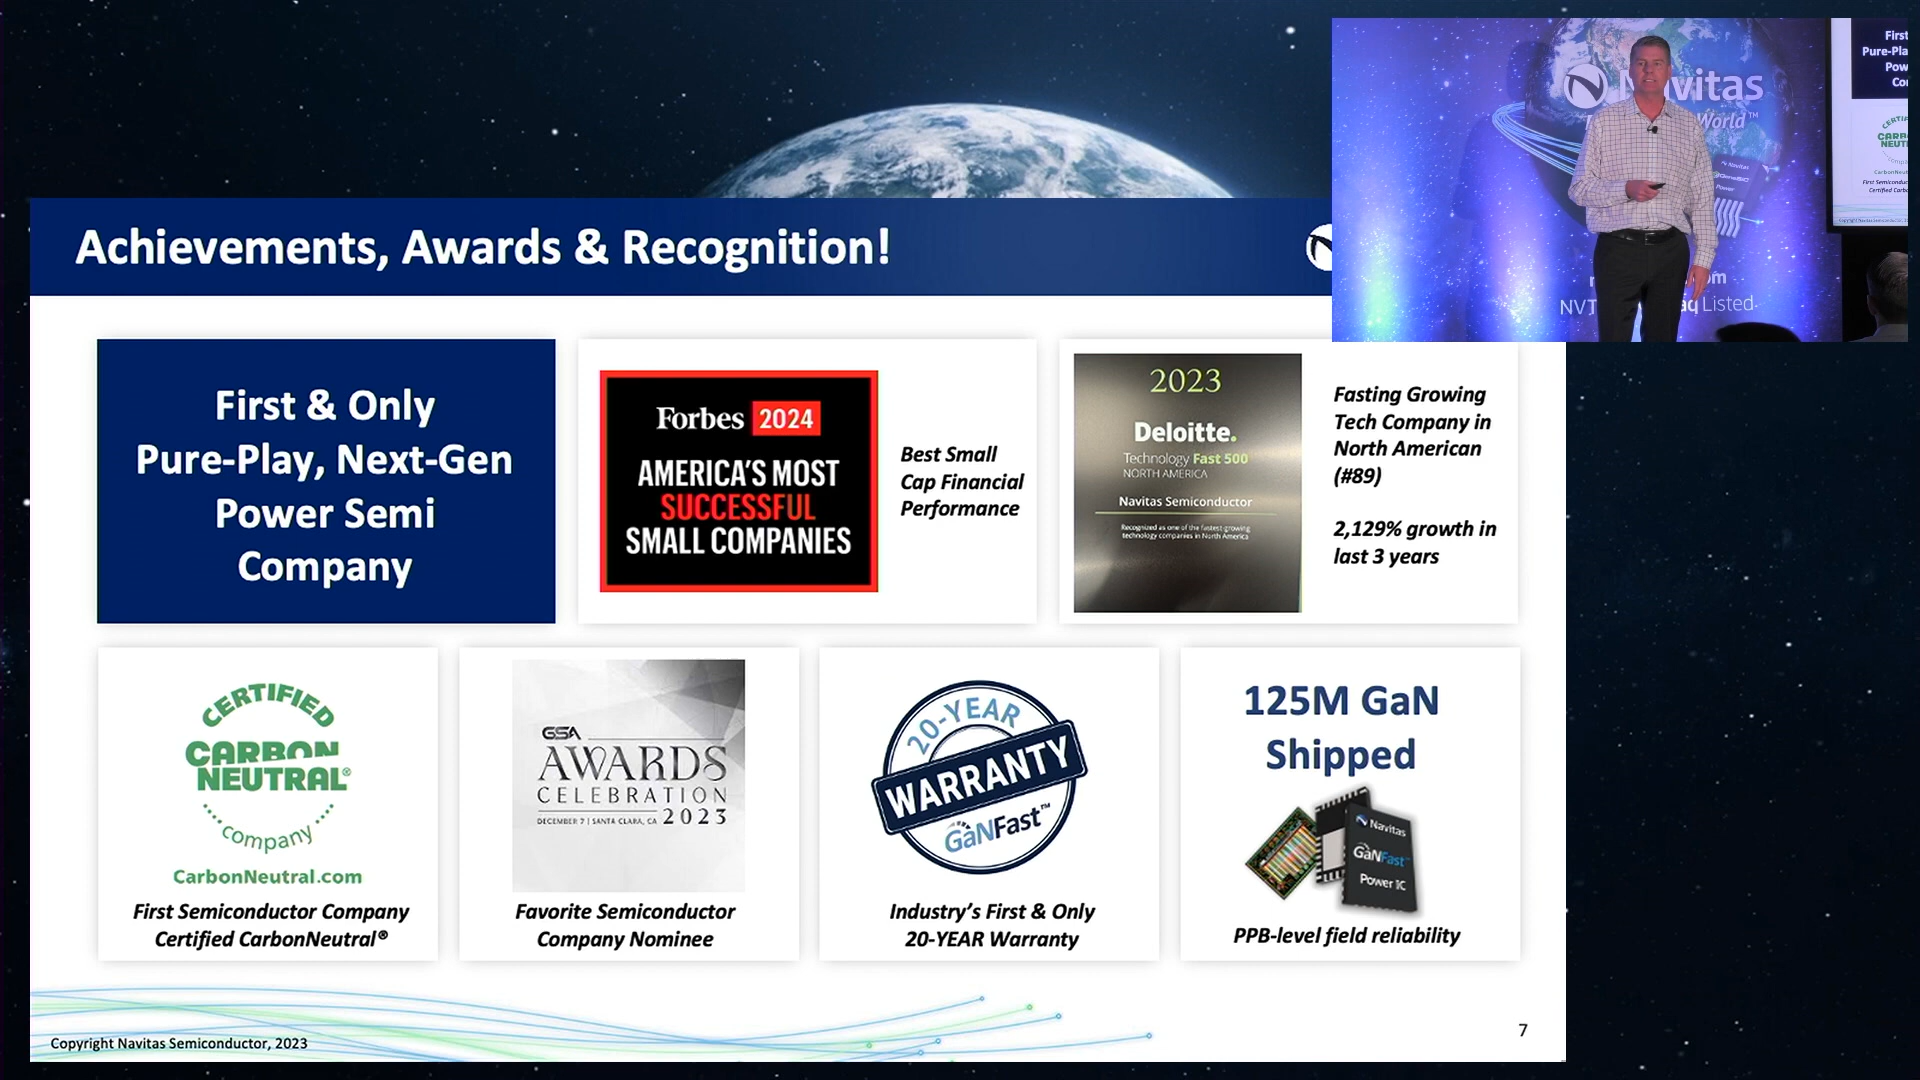 Achievements, Awards & Recognition!
First & Only
Pure-Play, Next-Gen
Power Semi
Company
Forbes 2024
AMERICA'S MOST
SUCCESSFUL
SMALL COMPANIES
Best Small
Cap Financial
Performance
2023
Deloitte.
Technology Fast 500
NORTH AMERICA
Navitas Semiconductor
Recognized as one of the fastest-growing
technology companies in North America
Fasting Growing
Tech Company in
North American
(#89)
2,129% growth in
last 3 years
CERTIFIED
CARBON
NEUTRAL®
company
CarbonNeutral.com
First Semiconductor Company
Certified CarbonNeutral®
GSA
AWARDS
CELEBRATION
DECEMBER 7 | SANTA CLARA, CA 2023
Favorite Semiconductor
Company Nominee
20-YEAR
WARRANTY
GaNFast™
Industry's First & Only
20-YEAR Warranty
125M GaN
Shipped
Navitas
GaNFast™
Power IC
PPB-level field reliability
Copyright Navitas Semiconductor, 2023
7
World™
Listed
First